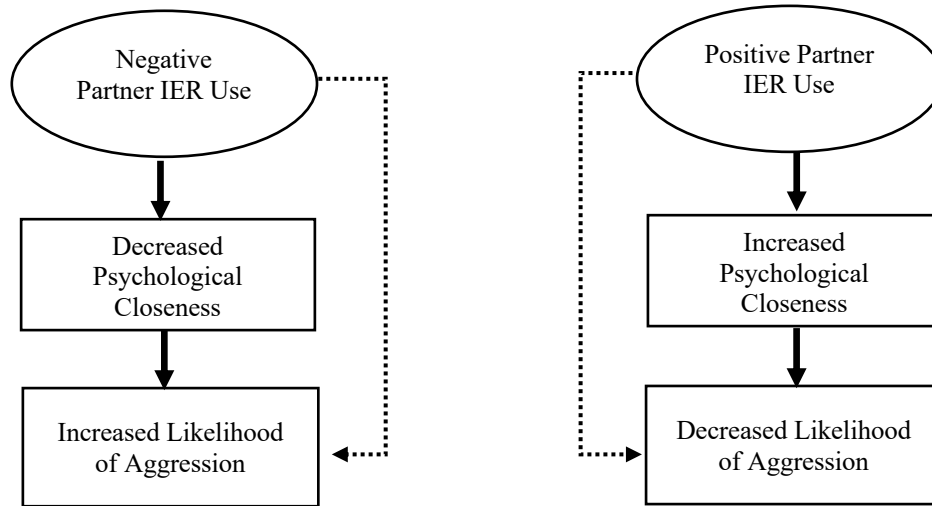 Negative
Partner IER Use
Decreased
Psychological
Closeness
Increased Likelihood
of Aggression
Positive Partner
IER Use
Increased
Psychological
Closeness
Decreased Likelihood
of Aggression